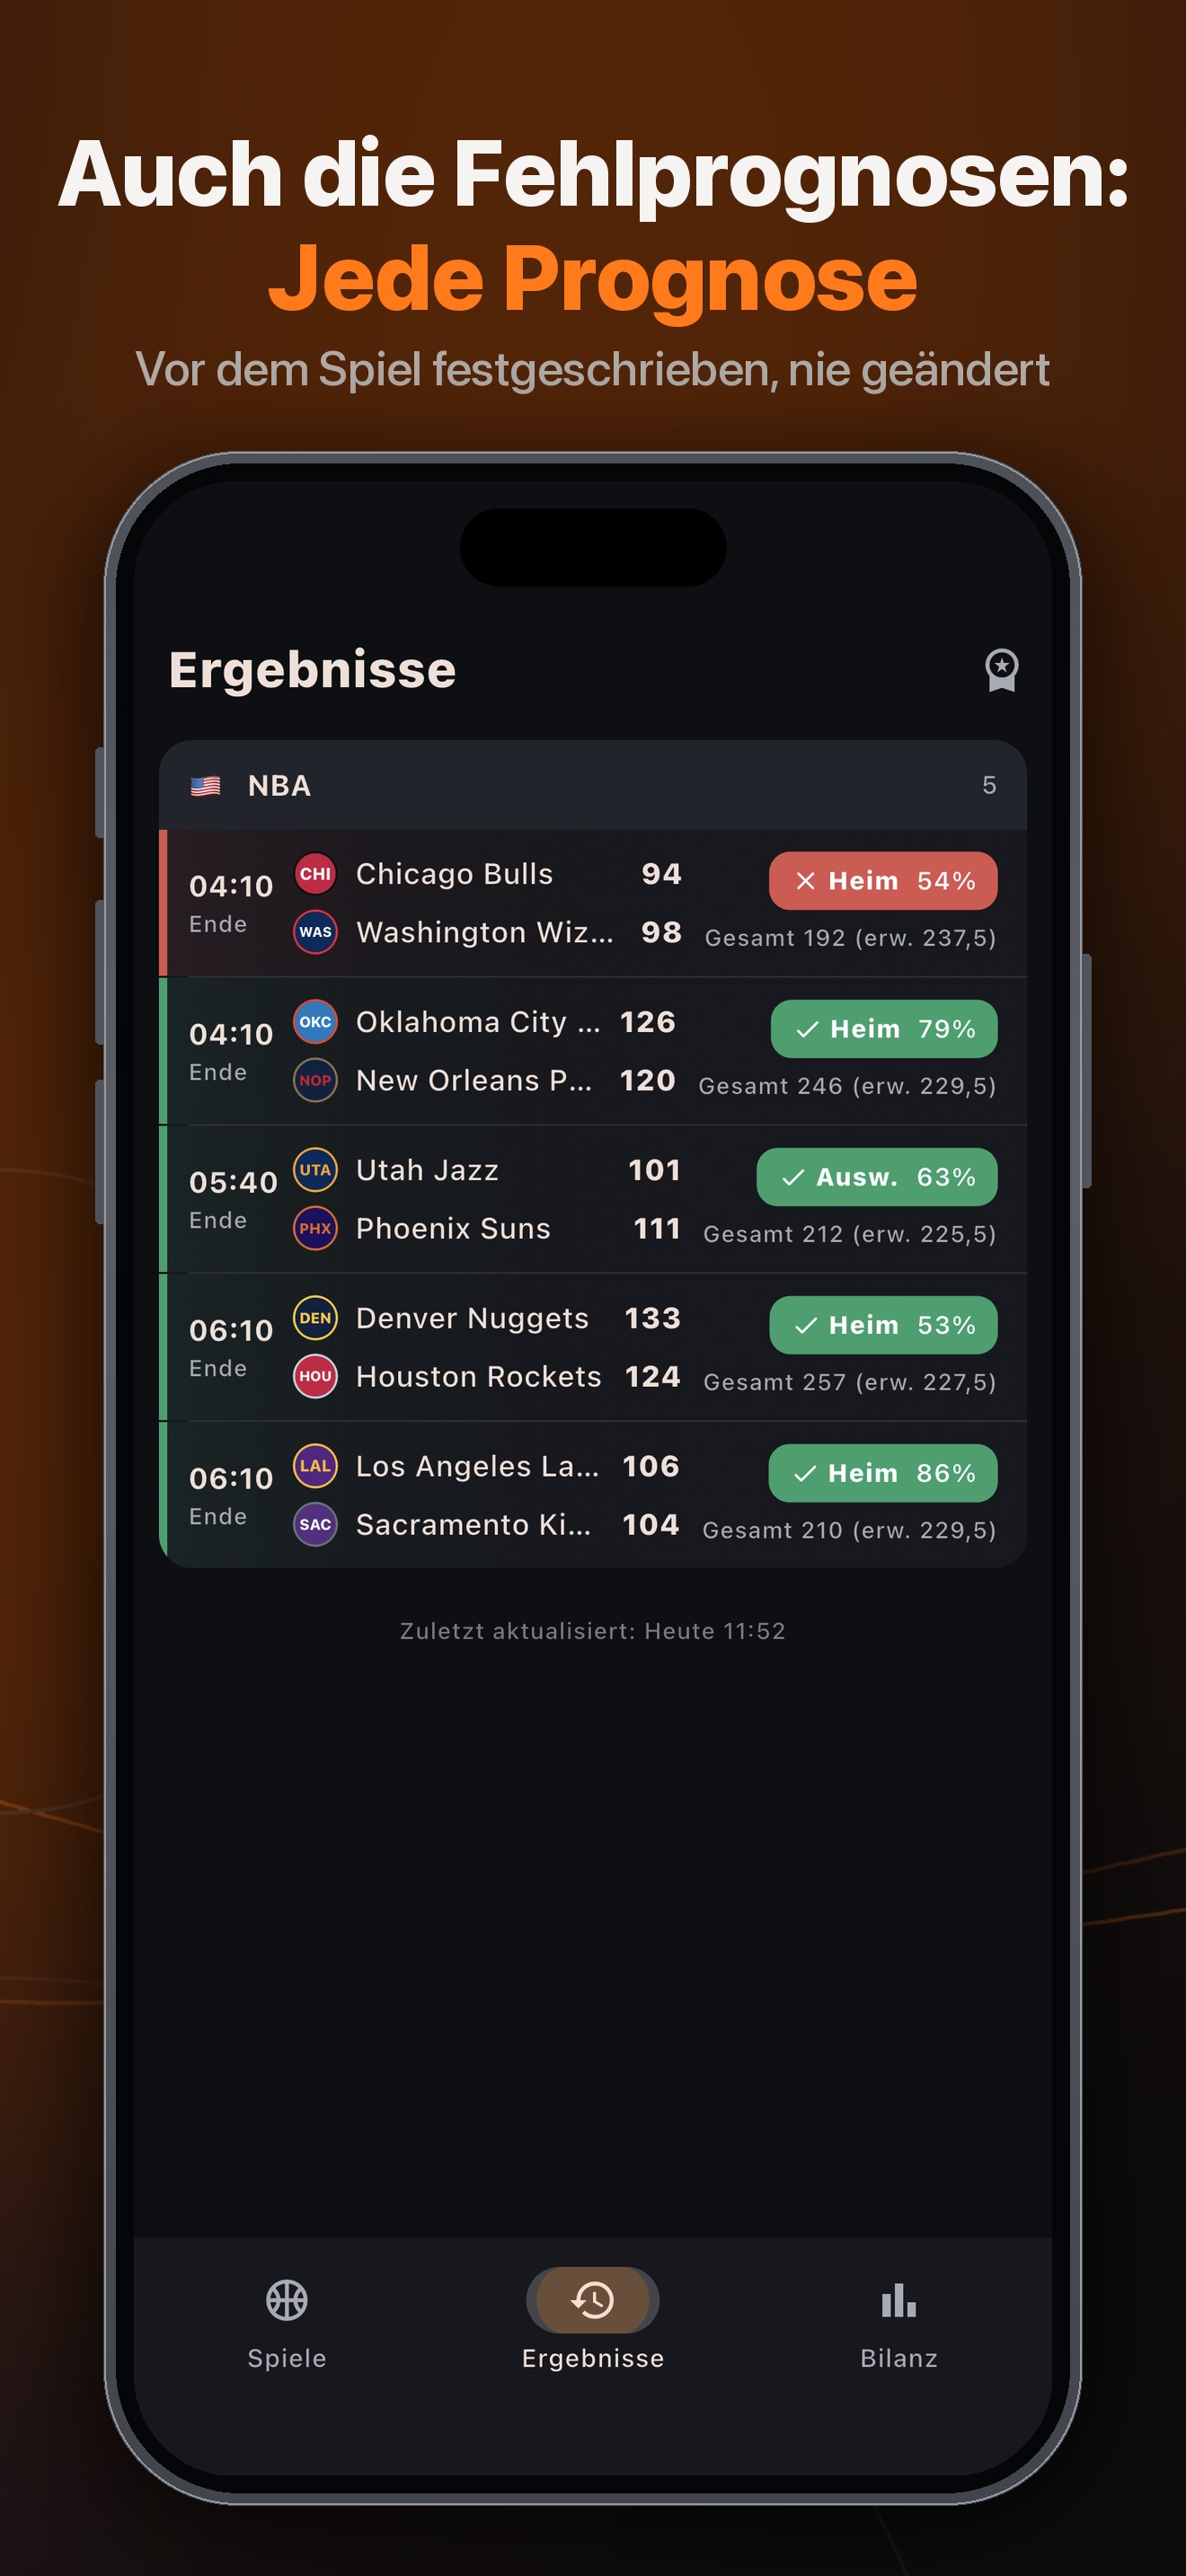 Auch die Fehlprognosen:
Jede Prognose
Vor dem Spiel festgeschrieben, nie geändert
Ergebnisse
NBA 5
04:10 CHI Chicago Bulls 94 Heim 54%
Ende WAS Washington Wiz... 98 Gesamt 192 (erw. 237,5)
04:10 OKC Oklahoma City ... 126 Heim 79%
Ende NOP New Orleans P... 120 Gesamt 246 (erw. 229,5)
05:40 UTA Utah Jazz 101 Ausw. 63%
Ende PHX Phoenix Suns 111 Gesamt 212 (erw. 225,5)
06:10 DEN Denver Nuggets 133 Heim 53%
Ende HOU Houston Rockets 124 Gesamt 257 (erw. 227,5)
06:10 LAL Los Angeles La... 106 Heim 86%
Ende SAC Sacramento Ki... 104 Gesamt 210 (erw. 229,5)
Zuletzt aktualisiert: Heute 11:52
Spiele Ergebnisse Bilanz